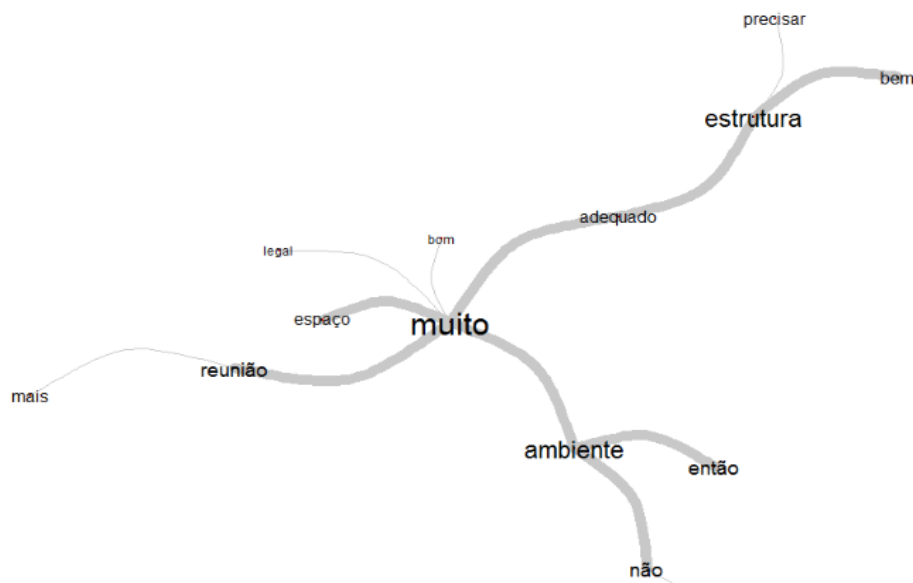 precisar
bem
estrutura
adequado
bom
legal
espaço
muito
reunião
mais
ambiente
então
não